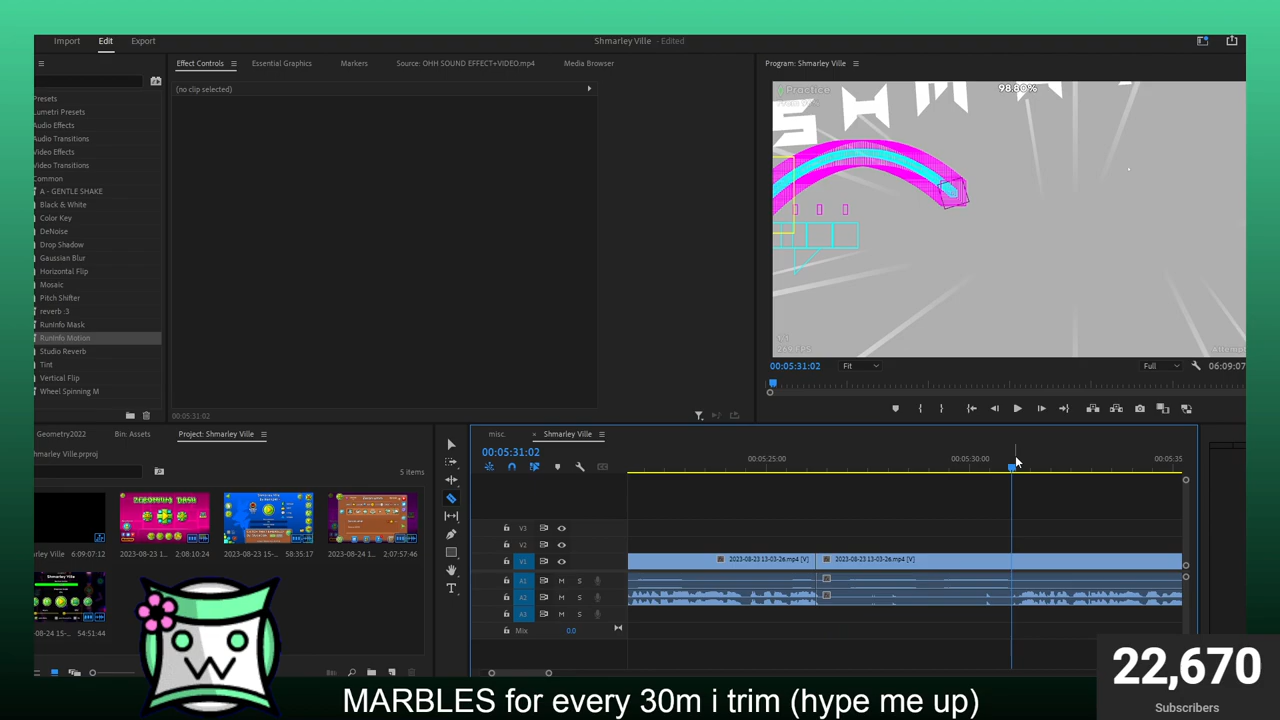 Import Edit Export
Shmarley Ville - Edited
Effect Controls Essential Graphics Markers Source: OHH SOUND EFFECT+VIDEO.mp4 Media Browser
Program: Shmarley Ville
(no clip selected)
Presets
Lumetri Presets
Audio Effects
Audio Transitions
Video Effects
Video Transitions
Common
A - GENTLE SHAKE
Black & White
Color Key
DeNoise
Drop Shadow
Gaussian Blur
Horizontal Flip
Mosaic
Pitch Shifter
reverb :3
RunInfo Mask
RunInfo Motion
Studio Reverb
Tint
Vertical Flip
Wheel Spinning M
00:05:31:02
Practice
98.80%
SHM
1/1
Attemp
00:05:31:02 Fit Full 06:09:07
Geometry2022 Bin: Assets Project: Shmarley Ville
Shmarley Ville.prproj
5 items
rley Ville 6:09:07:12
2023-08-23 1... 2:08:10:24
2023-08-23 15-... 58:35:17
2023-08-24 1... 2:07:57:46
-08-24 15-... 54:51:44
misc. × Shmarley Ville
00:05:31:02
00:05:25:00 00:05:30:00 00:05:35
V3
V2
V1
2023-08-23 13-03-26.mp4 [V] 2023-08-23 13-03-26.mp4 [V]
A1 M S
A2 M S
A3 M S
Mix 0.0
22,670
Subscribers
MARBLES for every 30m i trim (hype me up)